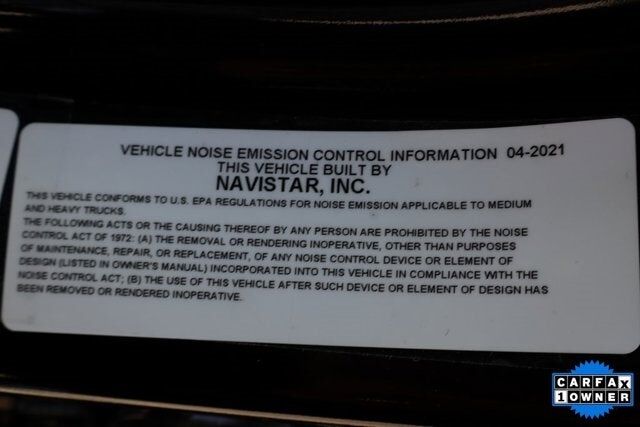 VEHICLE NOISE EMISSION CONTROL INFORMATION 04-2021
THIS VEHICLE BUILT BY
NAVISTAR, INC.
THIS VEHICLE CONFORMS TO U.S. EPA REGULATIONS FOR NOISE EMISSION APPLICABLE TO MEDIUM
AND HEAVY TRUCKS.
THE FOLLOWING ACTS OR THE CAUSING THEREOF BY ANY PERSON ARE PROHIBITED BY THE NOISE
CONTROL ACT OF 1972: (A) THE REMOVAL OR RENDERING INOPERATIVE, OTHER THAN PURPOSES
OF MAINTENANCE, REPAIR, OR REPLACEMENT, OF ANY NOISE CONTROL DEVICE OR ELEMENT OF
DESIGN (LISTED IN OWNER'S MANUAL) INCORPORATED INTO THIS VEHICLE IN COMPLIANCE WITH THE
NOISE CONTROL ACT; (B) THE USE OF THIS VEHICLE AFTER SUCH DEVICE OR ELEMENT OF DESIGN HAS
BEEN REMOVED OR RENDERED INOPERATIVE.
CARFAX
1 OWNER